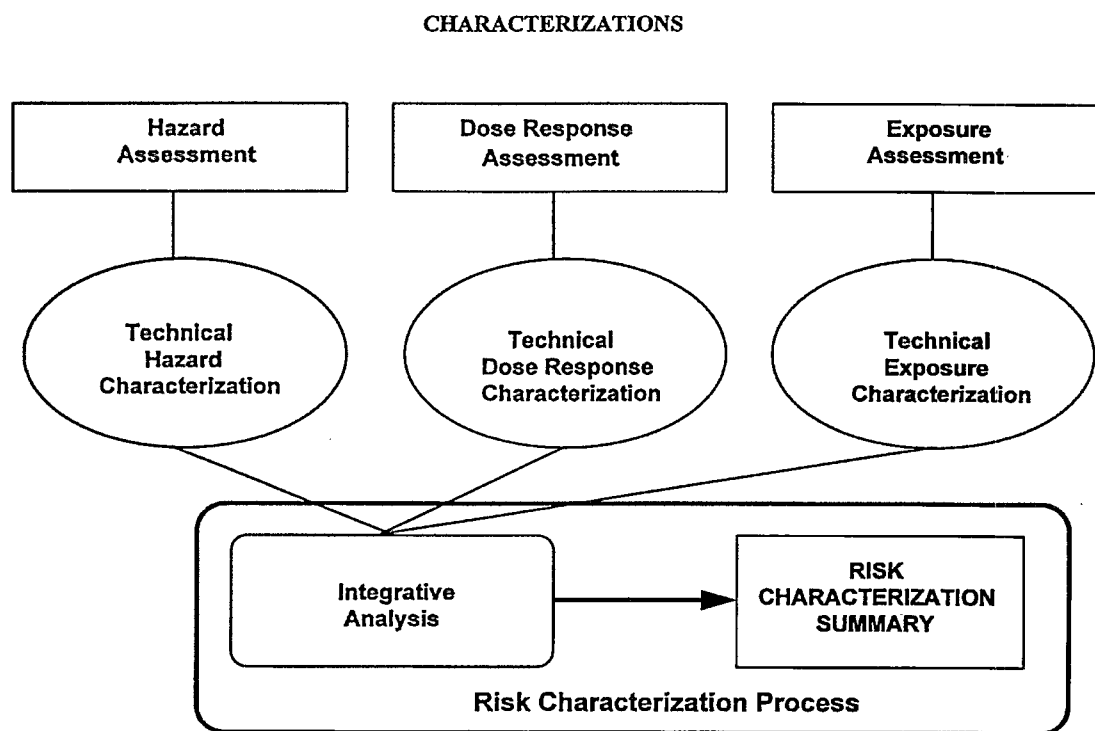 CHARACTERIZATIONS
Hazard
Assessment
Dose Response
Assessment
Exposure
Assessment
Technical
Hazard
Characterization
Technical
Dose Response
Characterization
Technical
Exposure
Characterization
Integrative
Analysis
RISK
CHARACTERIZATION
SUMMARY
Risk Characterization Process